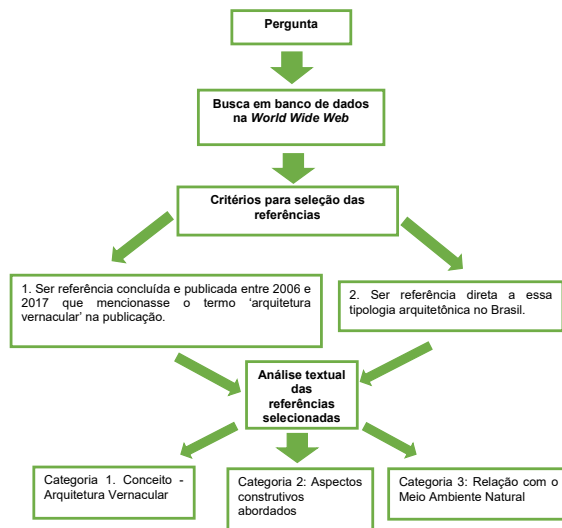 Pergunta
Busca em banco de dados
na World Wide Web
Critérios para seleção das
referências
1. Ser referência concluída e publicada entre 2006 e
2017 que mencionasse o termo ‘arquitetura
vernacular’ na publicação.
2. Ser referência direta a essa
tipologia arquitetônica no Brasil.
Análise textual
das
referências
selecionadas
Categoria 1. Conceito -
Arquitetura Vernacular
Categoria 2: Aspectos
construtivos
abordados
Categoria 3: Relação com o
Meio Ambiente Natural